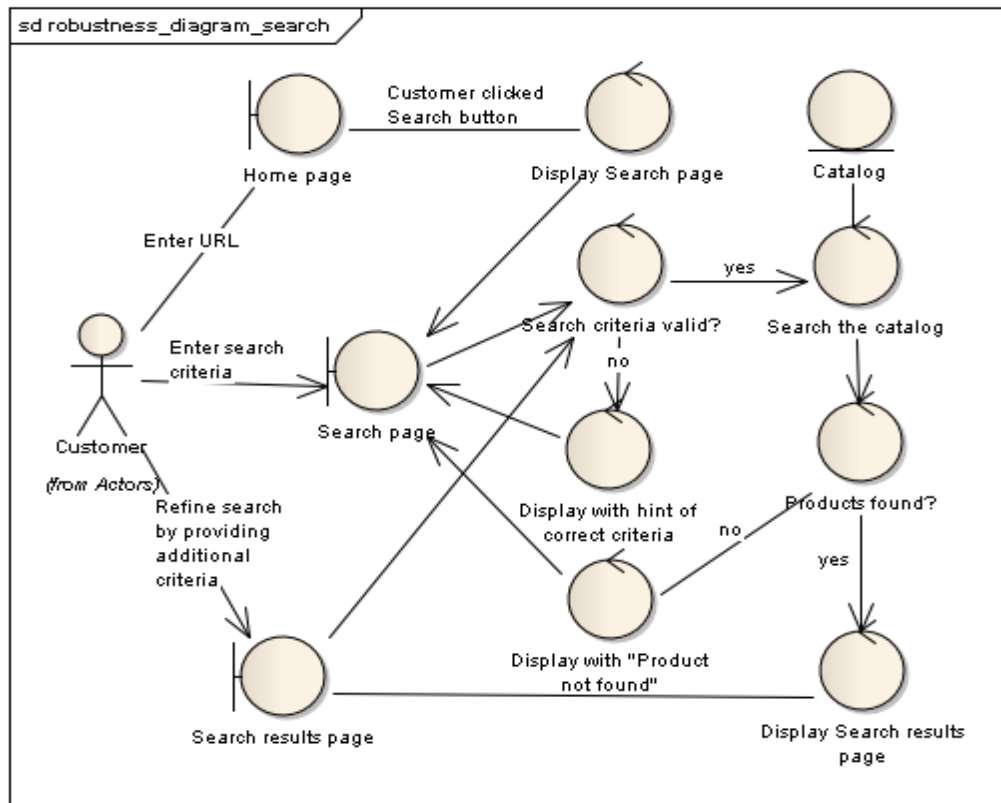 sd robustness_diagram_search
Customer clicked
Search button
Home page
Display Search page
Catalog
Enter URL
yes
Search criteria valid?
Search the catalog
Enter search
criteria
no
Search page
Customer
(from Actors)
Refine search
by providing
additional
criteria
Display with hint of
correct criteria
Products found?
no
yes
Display with "Product
not found"
Search results page
Display Search results
page